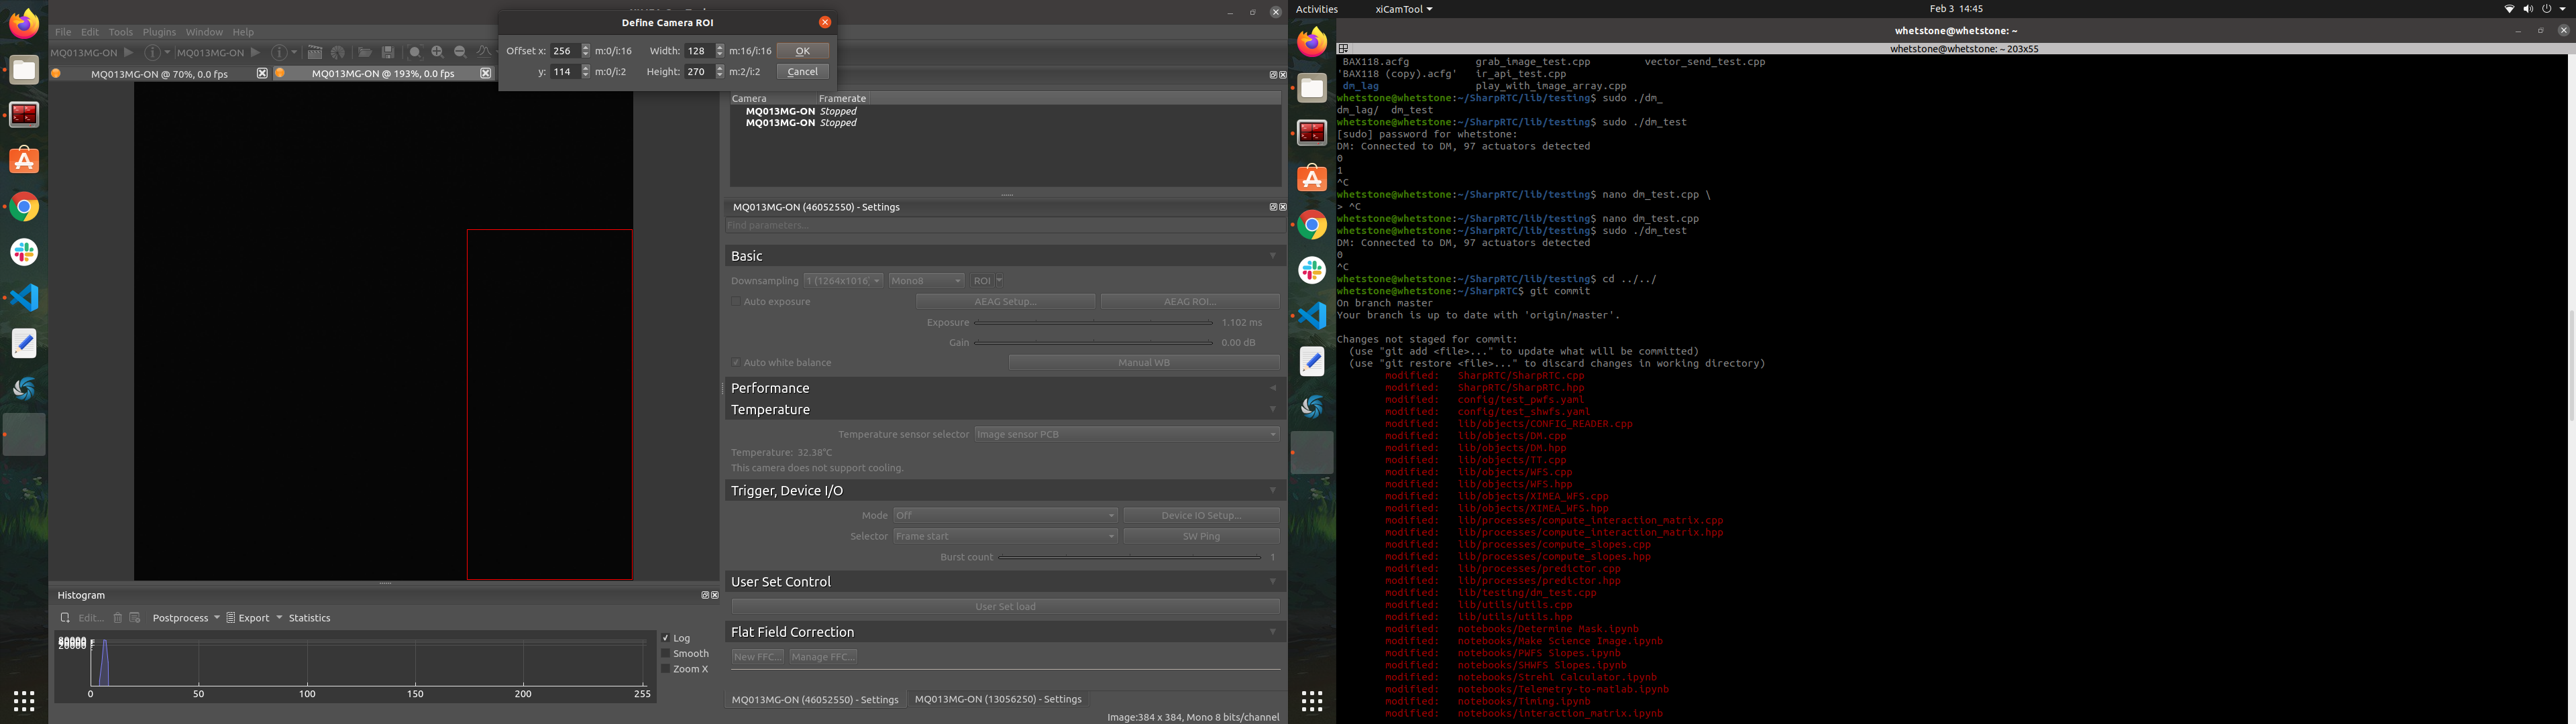 Define Camera ROI
Offset x: 256 m:0/i:16 Width: 128 m:16/i:16 OK
y: 114 m:0/i:2 Height: 270 m:2/i:2 Cancel
File Edit Tools Plugins Window Help
MQ013MG-ON MQ013MG-ON
MQ013MG-ON @ 70%, 0.0 fps MQ013MG-ON @ 193%, 0.0 fps
Camera Framerate
MQ013MG-ON Stopped
MQ013MG-ON Stopped
MQ013MG-ON (46052550) - Settings
Find parameters...
Basic
Downsampling 1 (1264x1016) Mono8 ROI
Auto exposure AEAG Setup... AEAG ROI...
Exposure 1.102 ms
Gain 0.00 dB
Auto white balance Manual WB
Performance
Temperature
Temperature sensor selector Image sensor PCB
Temperature: 32.38°C
This camera does not support cooling.
Trigger, Device I/O
Mode Off Device IO Setup...
Selector Frame start SW Ping
Burst count 1
User Set Control
User Set load
Flat Field Correction
New FFC... Manage FFC...
MQ013MG-ON (46052550) - Settings MQ013MG-ON (13056250) - Settings
Image:384 x 384, Mono 8 bits/channel
Histogram
Edit... Postprocess Export Statistics
Log
Smooth
Zoom X
0 50 100 150 200 255
Activities xiCamTool Feb 3 14:45
whetstone@whetstone: ~
whetstone@whetstone: ~ 203x55
BAX118.acfg grab_image_test.cpp vector_send_test.cpp
'BAX118 (copy).acfg' ir_api_test.cpp
dm_lag play_with_image_array.cpp
whetstone@whetstone:~/SharpRTC/lib/testing$ sudo ./dm_
dm_lag/ dm_test
whetstone@whetstone:~/SharpRTC/lib/testing$ sudo ./dm_test
[sudo] password for whetstone:
DM: Connected to DM, 97 actuators detected
0
1
^C
whetstone@whetstone:~/SharpRTC/lib/testing$ nano dm_test.cpp \
> ^C
whetstone@whetstone:~/SharpRTC/lib/testing$ nano dm_test.cpp
whetstone@whetstone:~/SharpRTC/lib/testing$ sudo ./dm_test
DM: Connected to DM, 97 actuators detected
0
^C
whetstone@whetstone:~/SharpRTC/lib/testing$ cd ../../
whetstone@whetstone:~/SharpRTC$ git commit
On branch master
Your branch is up to date with 'origin/master'.
Changes not staged for commit:
(use "git add <file>..." to update what will be committed)
(use "git restore <file>..." to discard changes in working directory)
modified: SharpRTC/SharpRTC.cpp
modified: SharpRTC/SharpRTC.hpp
modified: config/test_pwfs.yaml
modified: config/test_shwfs.yaml
modified: lib/objects/CONFIG_READER.cpp
modified: lib/objects/DM.cpp
modified: lib/objects/DM.hpp
modified: lib/objects/TT.cpp
modified: lib/objects/WFS.cpp
modified: lib/objects/WFS.hpp
modified: lib/objects/XIMEA_WFS.cpp
modified: lib/objects/XIMEA_WFS.hpp
modified: lib/processes/compute_interaction_matrix.cpp
modified: lib/processes/compute_interaction_matrix.hpp
modified: lib/processes/compute_slopes.cpp
modified: lib/processes/compute_slopes.hpp
modified: lib/processes/predictor.cpp
modified: lib/processes/predictor.hpp
modified: lib/testing/dm_test.cpp
modified: lib/utils/utils.cpp
modified: lib/utils/utils.hpp
modified: notebooks/Determine Mask.ipynb
modified: notebooks/Make Science Image.ipynb
modified: notebooks/PWFS Slopes.ipynb
modified: notebooks/SHWFS Slopes.ipynb
modified: notebooks/Strehl Calculator.ipynb
modified: notebooks/Telemetry-to-matlab.ipynb
modified: notebooks/Timing.ipynb
modified: notebooks/interaction_matrix.ipynb